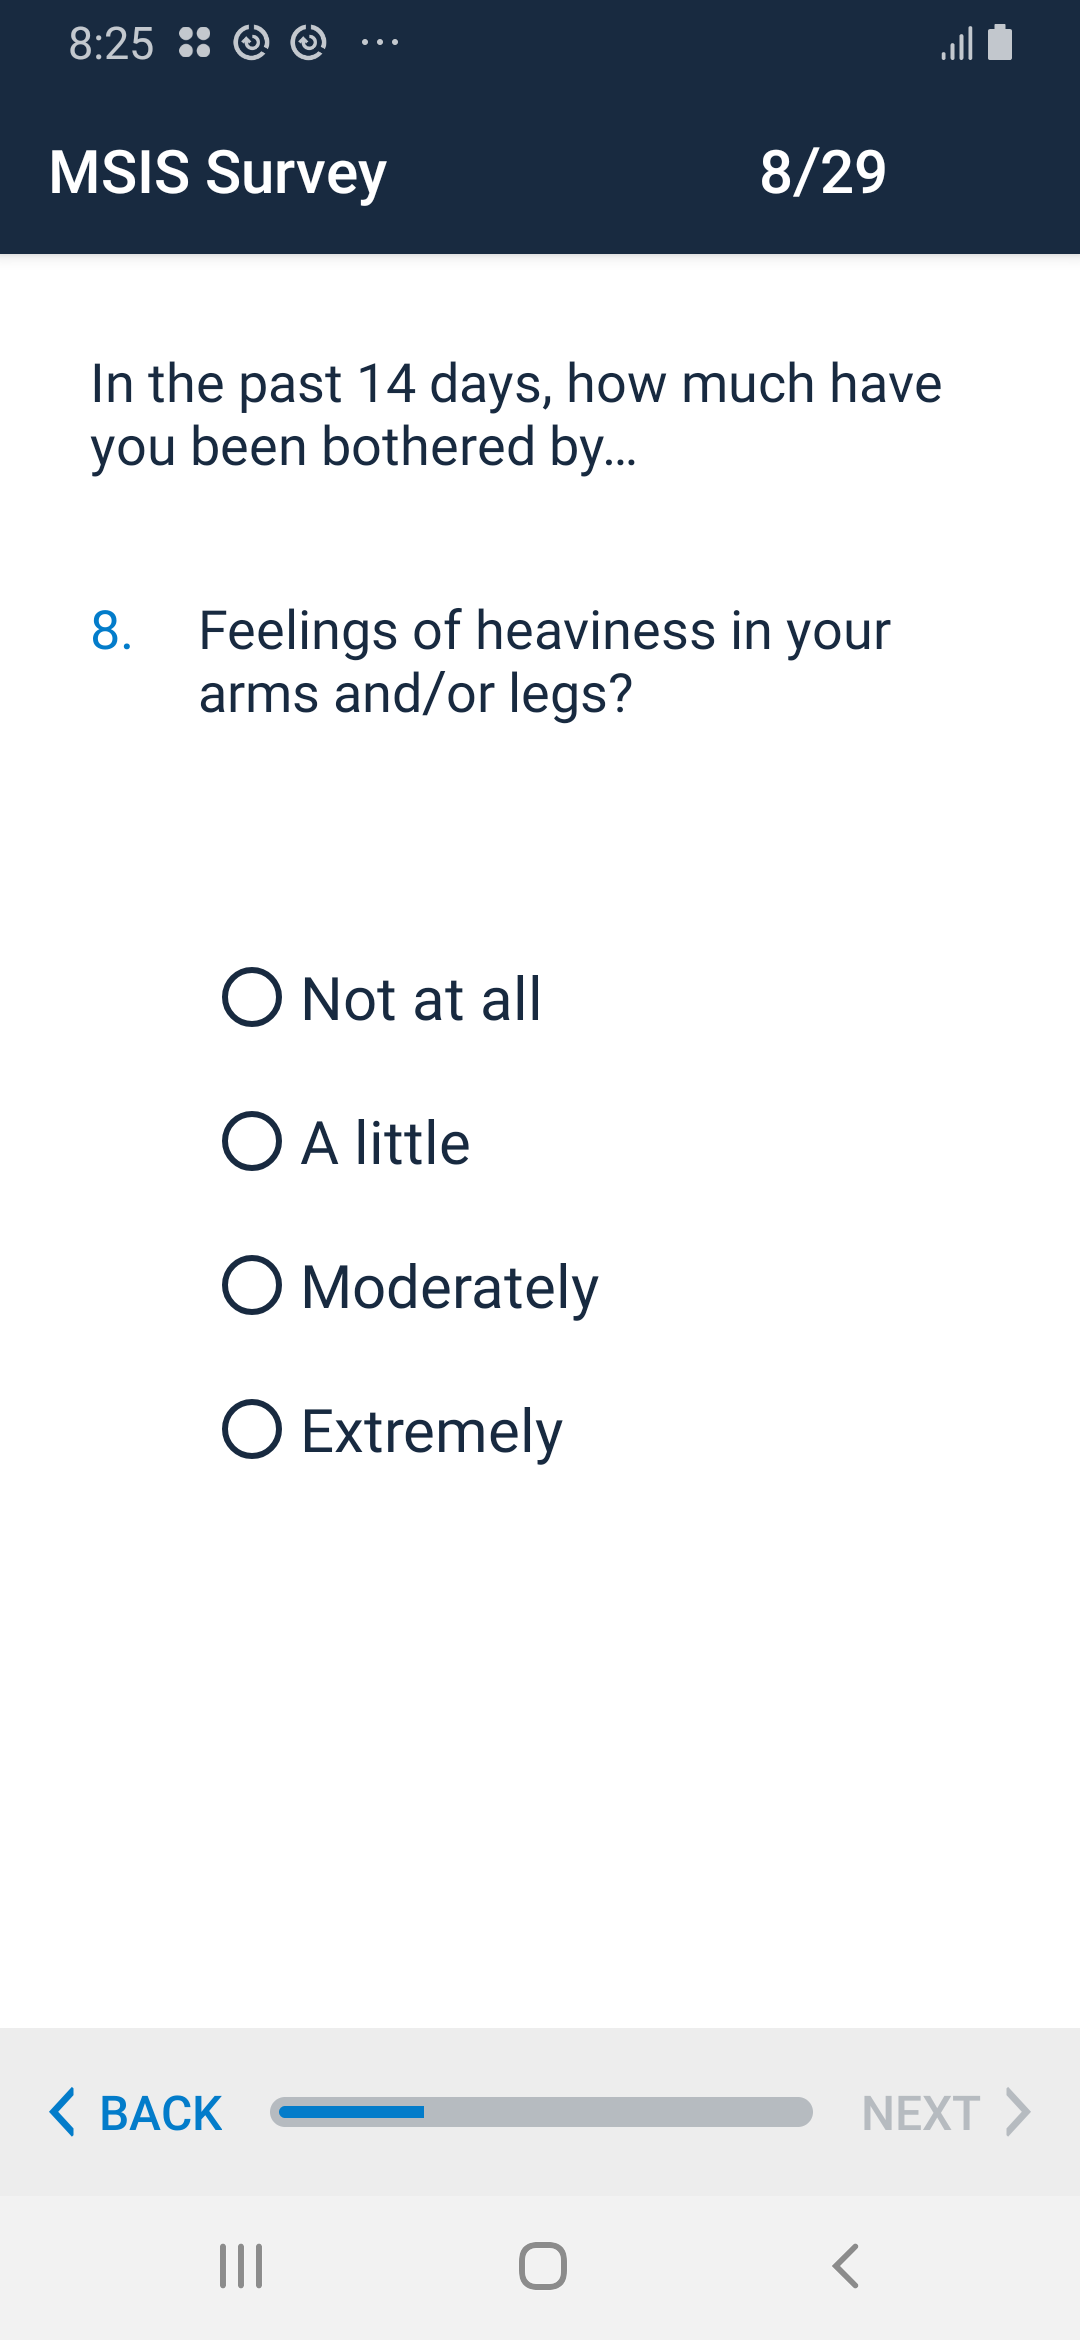 8:25
MSIS Survey 8/29
In the past 14 days, how much have
you been bothered by...
8. Feelings of heaviness in your
arms and/or legs?
Not at all
A little
Moderately
Extremely
BACK NEXT